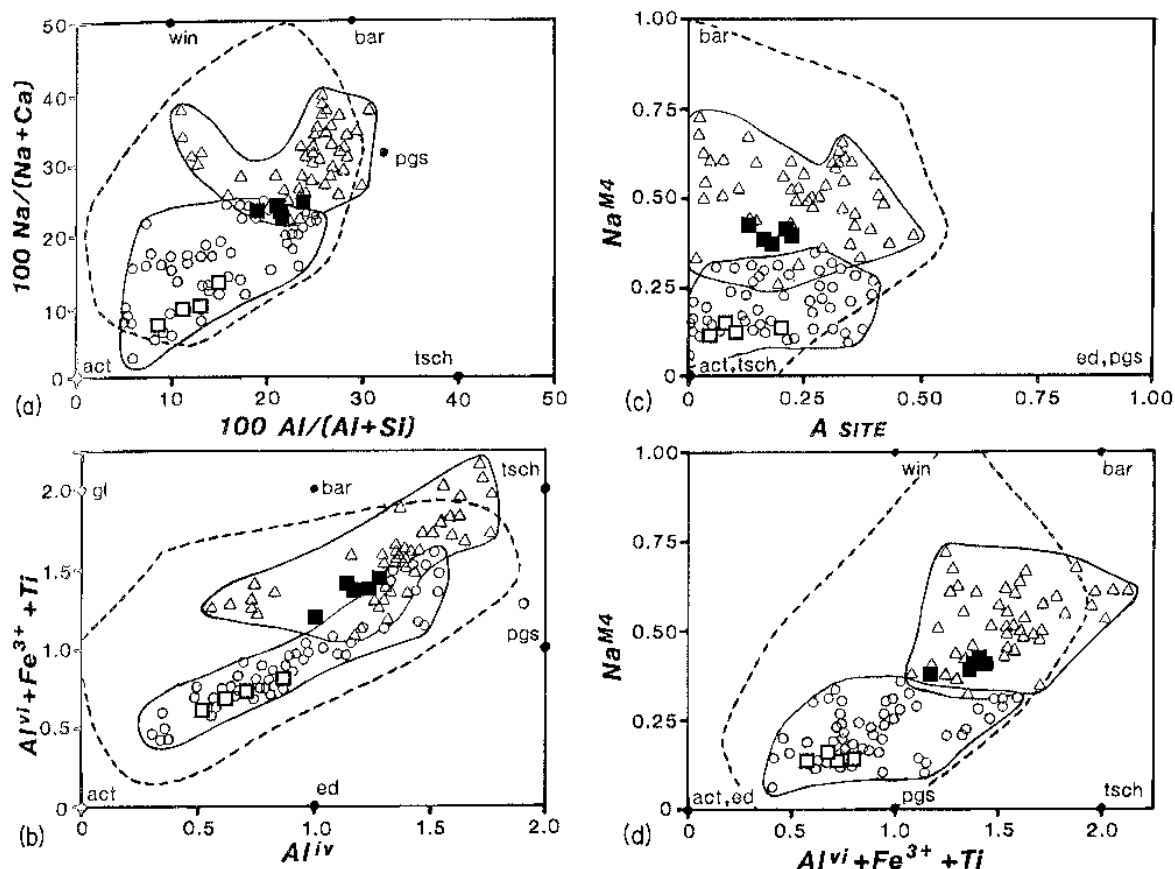 50
40
30
20
10
0
100 Na/(Na+Ca)
win
bar
pgs
act
tsch
(a)
10
20
30
40
50
100 Al/(Al+Si)
1.00
0.75
0.50
0.25
0
Na^M4
bar
act,tsch
ed,pgs
(c)
0
0.25
0.50
0.75
1.00
A SITE
2.0
1.5
1.0
0.5
0
Al^vi+Fe^3+ +Ti
gl
bar
tsch
pgs
act
ed
(b)
0
0.5
1.0
1.5
2.0
Al^iv
1.00
0.75
0.50
0.25
0
Na^M4
win
bar
act,ed
pgs
tsch
(d)
0
0.5
1.0
1.5
2.0
Al^vi+Fe^3+ +Ti